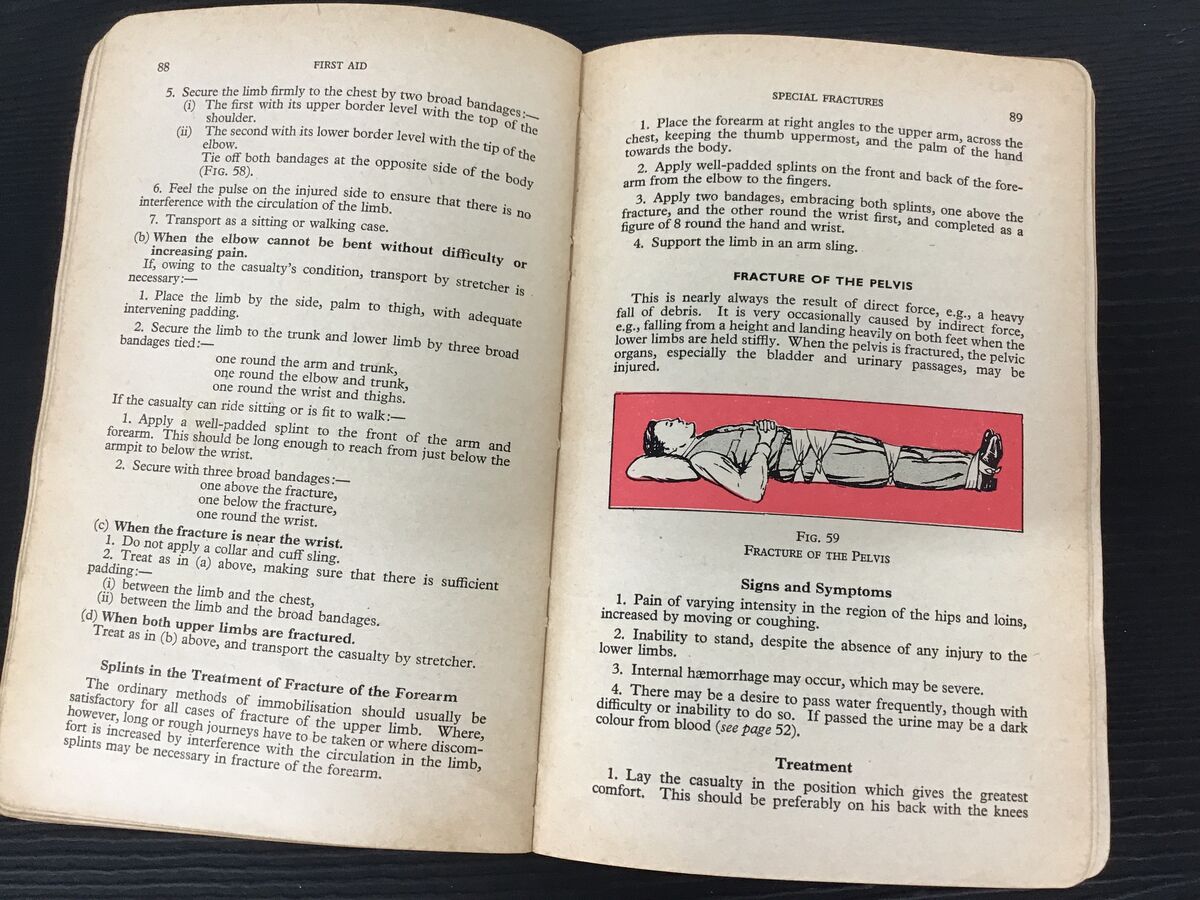 88
FIRST AID
5. Secure the limb firmly to the chest by two broad bandages:—
(i) The first with its upper border level with the top of the
shoulder.
(ii) The second with its lower border level with the tip of the
elbow.
Tie off both bandages at the opposite side of the body
(FIG. 58).
6. Feel the pulse on the injured side to ensure that there is no
interference with the circulation of the limb.
7. Transport as a sitting or walking case.
(b) When the elbow cannot be bent without difficulty or
increasing pain.
If, owing to the casualty's condition, transport by stretcher is
necessary:—
1. Place the limb by the side, palm to thigh, with adequate
intervening padding.
2. Secure the limb to the trunk and lower limb by three broad
bandages tied:—
one round the arm and trunk,
one round the elbow and trunk,
one round the wrist and thighs.
If the casualty can ride sitting or is fit to walk:—
1. Apply a well-padded splint to the front of the arm and
forearm. This should be long enough to reach from just below the
armpit to below the wrist.
2. Secure with three broad bandages:—
one above the fracture,
one below the fracture,
one round the wrist.
(c) When the fracture is near the wrist.
1. Do not apply a collar and cuff sling.
2. Treat as in (a) above, making sure that there is sufficient
padding:—
(i) between the limb and the chest,
(ii) between the limb and the broad bandages.
(d) When both upper limbs are fractured.
Treat as in (b) above, and transport the casualty by stretcher.
Splints in the Treatment of Fracture of the Forearm
The ordinary methods of immobilisation should usually be
satisfactory for all cases of fracture of the upper limb. Where,
however, long or rough journeys have to be taken or where discom-
fort is increased by interference with the circulation in the limb,
splints may be necessary in fracture of the forearm.
SPECIAL FRACTURES
89
1. Place the forearm at right angles to the upper arm, across the
chest, keeping the thumb uppermost, and the palm of the hand
towards the body.
2. Apply well-padded splints on the front and back of the fore-
arm from the elbow to the fingers.
3. Apply two bandages, embracing both splints, one above the
fracture, and the other round the wrist first, and completed as a
figure of 8 round the hand and wrist.
4. Support the limb in an arm sling.
FRACTURE OF THE PELVIS
This is nearly always the result of direct force, e.g., a heavy
fall of debris. It is very occasionally caused by indirect force,
e.g., falling from a height and landing heavily on both feet when the
lower limbs are held stiffly. When the pelvis is fractured, the pelvic
organs, especially the bladder and urinary passages, may be
injured.
FIG. 59
FRACTURE OF THE PELVIS
Signs and Symptoms
1. Pain of varying intensity in the region of the hips and loins,
increased by moving or coughing.
2. Inability to stand, despite the absence of any injury to the
lower limbs.
3. Internal hæmorrhage may occur, which may be severe.
4. There may be a desire to pass water frequently, though with
difficulty or inability to do so. If passed the urine may be a dark
colour from blood (see page 52).
Treatment
1. Lay the casualty in the position which gives the greatest
comfort. This should be preferably on his back with the knees